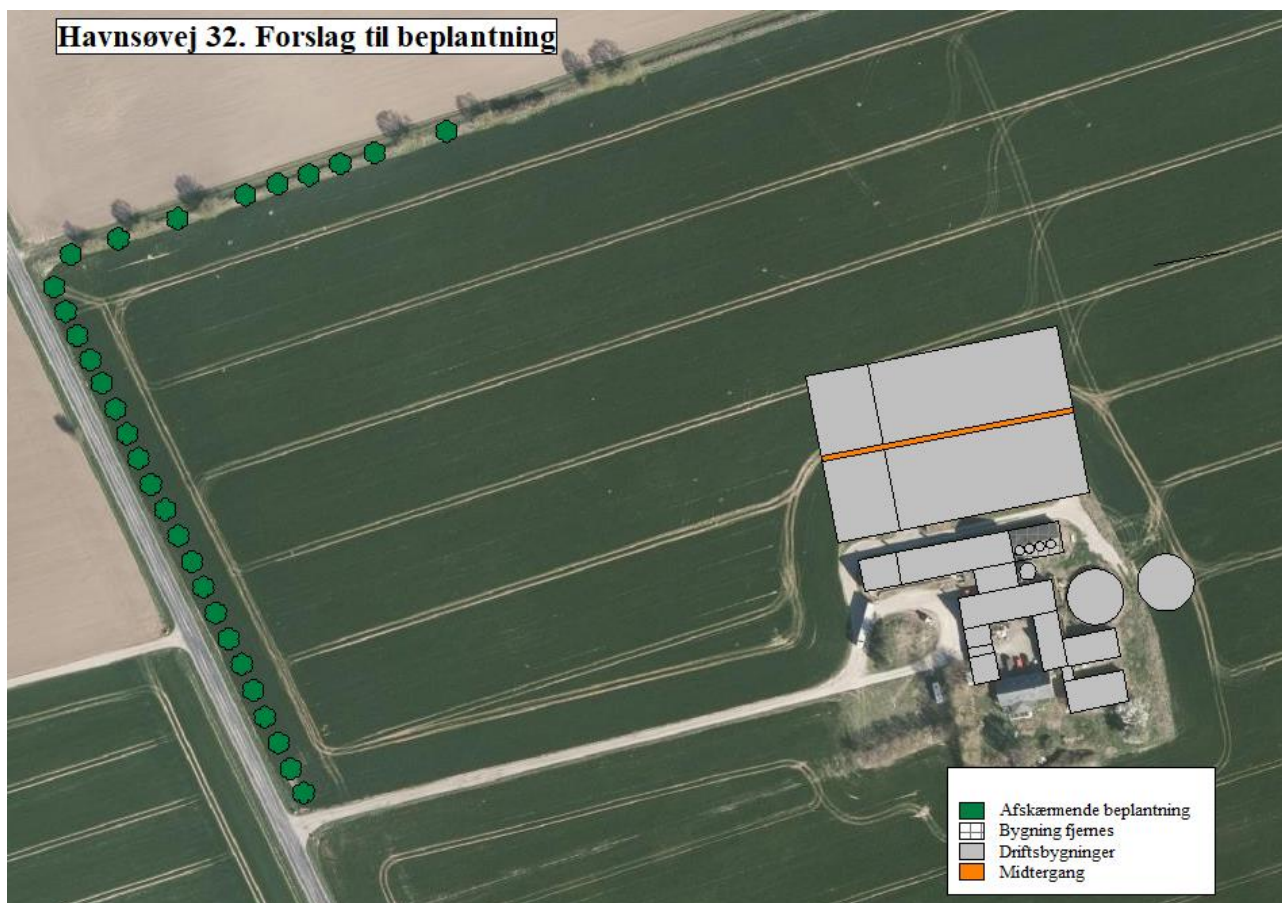 Havnsøvej 32. Forslag til beplantning
Afskærmende beplantning
Bygning fjernes
Driftsbygninger
Midtergang